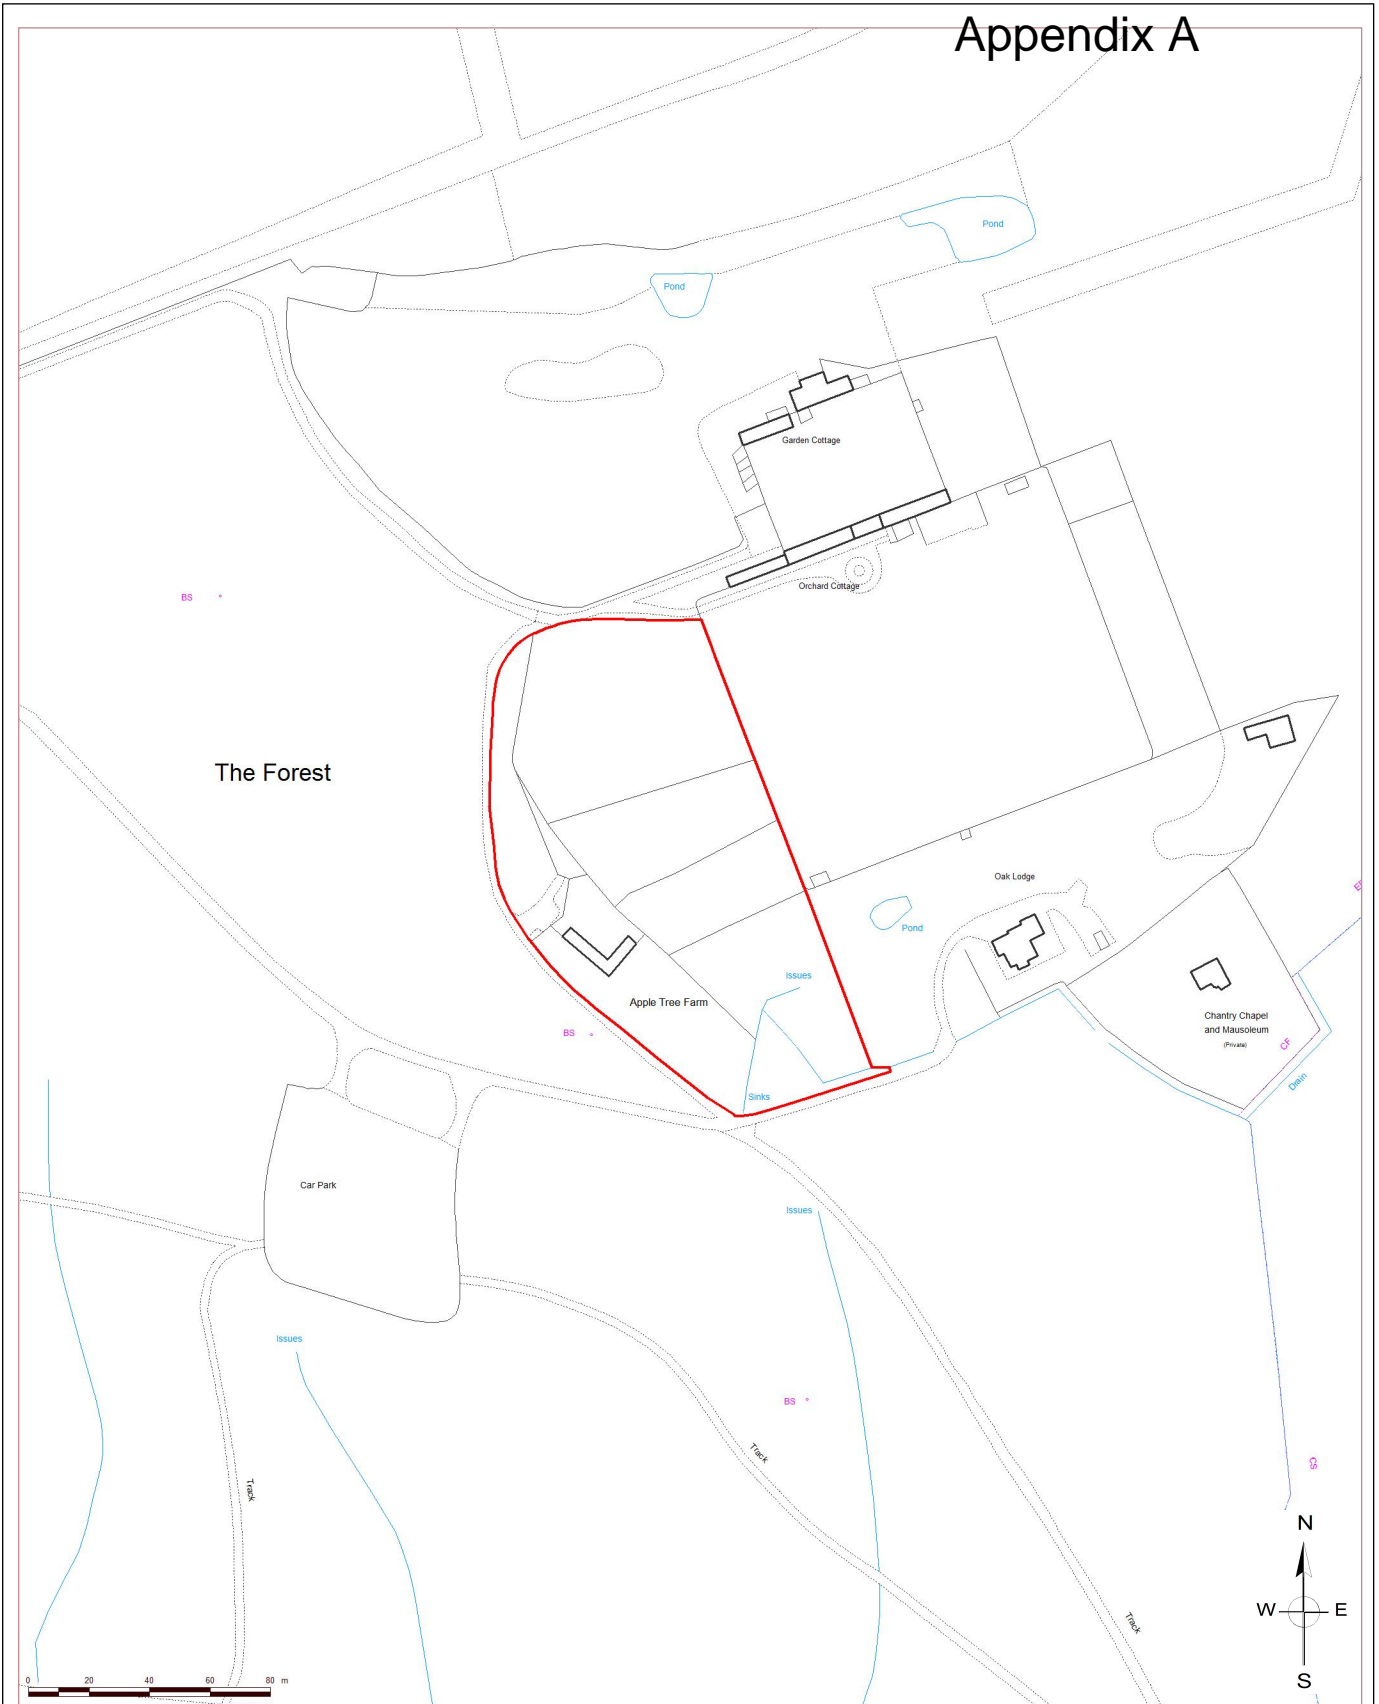 Appendix A
Pond
Pond
Garden Cottage
Orchard Cottage
BS
The Forest
Oak Lodge
Pond
Issues
Apple Tree Farm
Chantry Chapel
and Mausoleum
(Private)
BS
CF
Drain
Sinks
Car Park
Issues
Issues
BS
Track
Track
CS
Track
N
W E
S
0 20 40 60 80 m